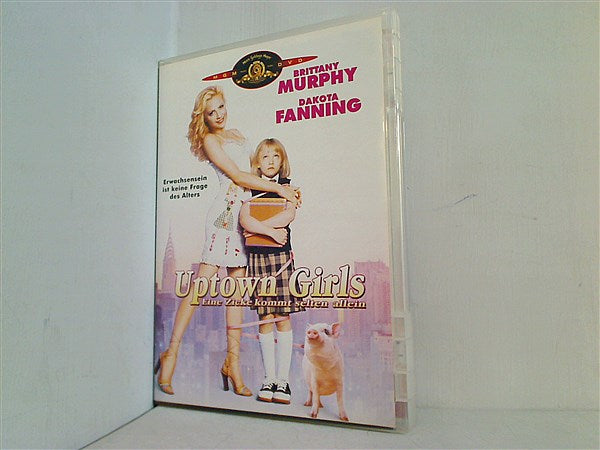 MGM DVD
BRITTANY
MURPHY
DAKOTA
FANNING
Erwachsensein
ist keine Frage
des Alters
Uptown Girls
Eine Zicke kommt selten allein